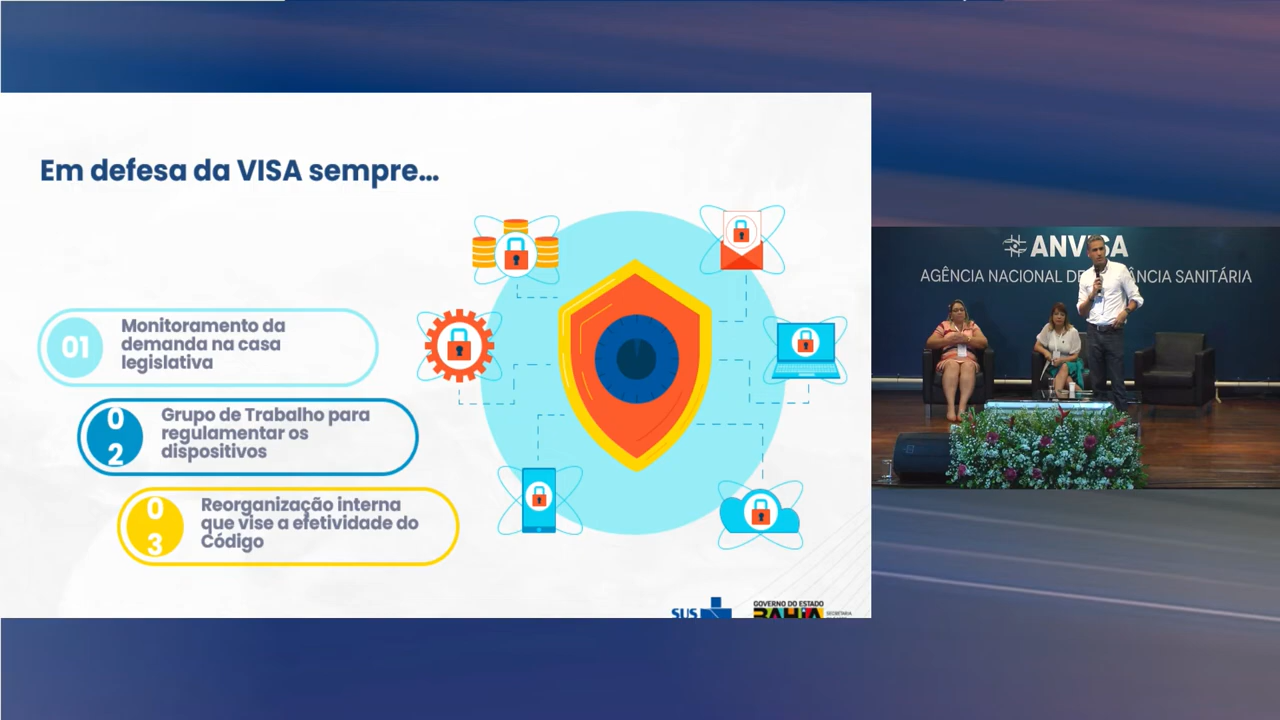 Em defesa da VISA sempre...
01
Monitoramento da
demanda na casa
legislativa
0
2
Grupo de Trabalho para
regulamentar os
dispositivos
0
3
Reorganização interna
que vise a efetividade do
Código
SUS
GOVERNO DO ESTADO
BAHIA
SECRETARIA
ANVISA
AGÊNCIA NACIONAL DE VIGILÂNCIA SANITÁRIA